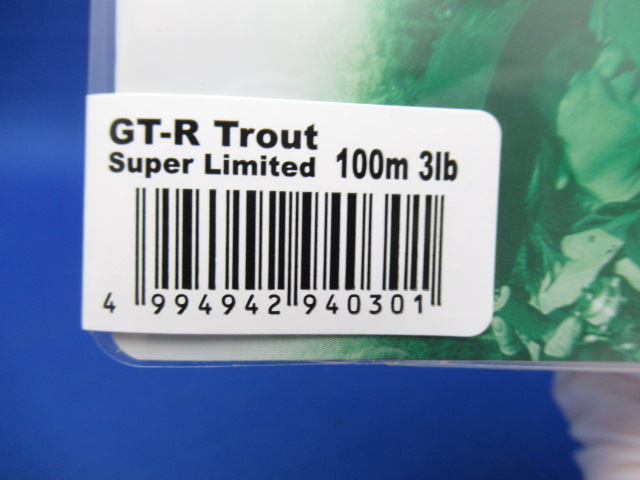 GT-R Trout
Super Limited 100m 3lb
4 994942 940301